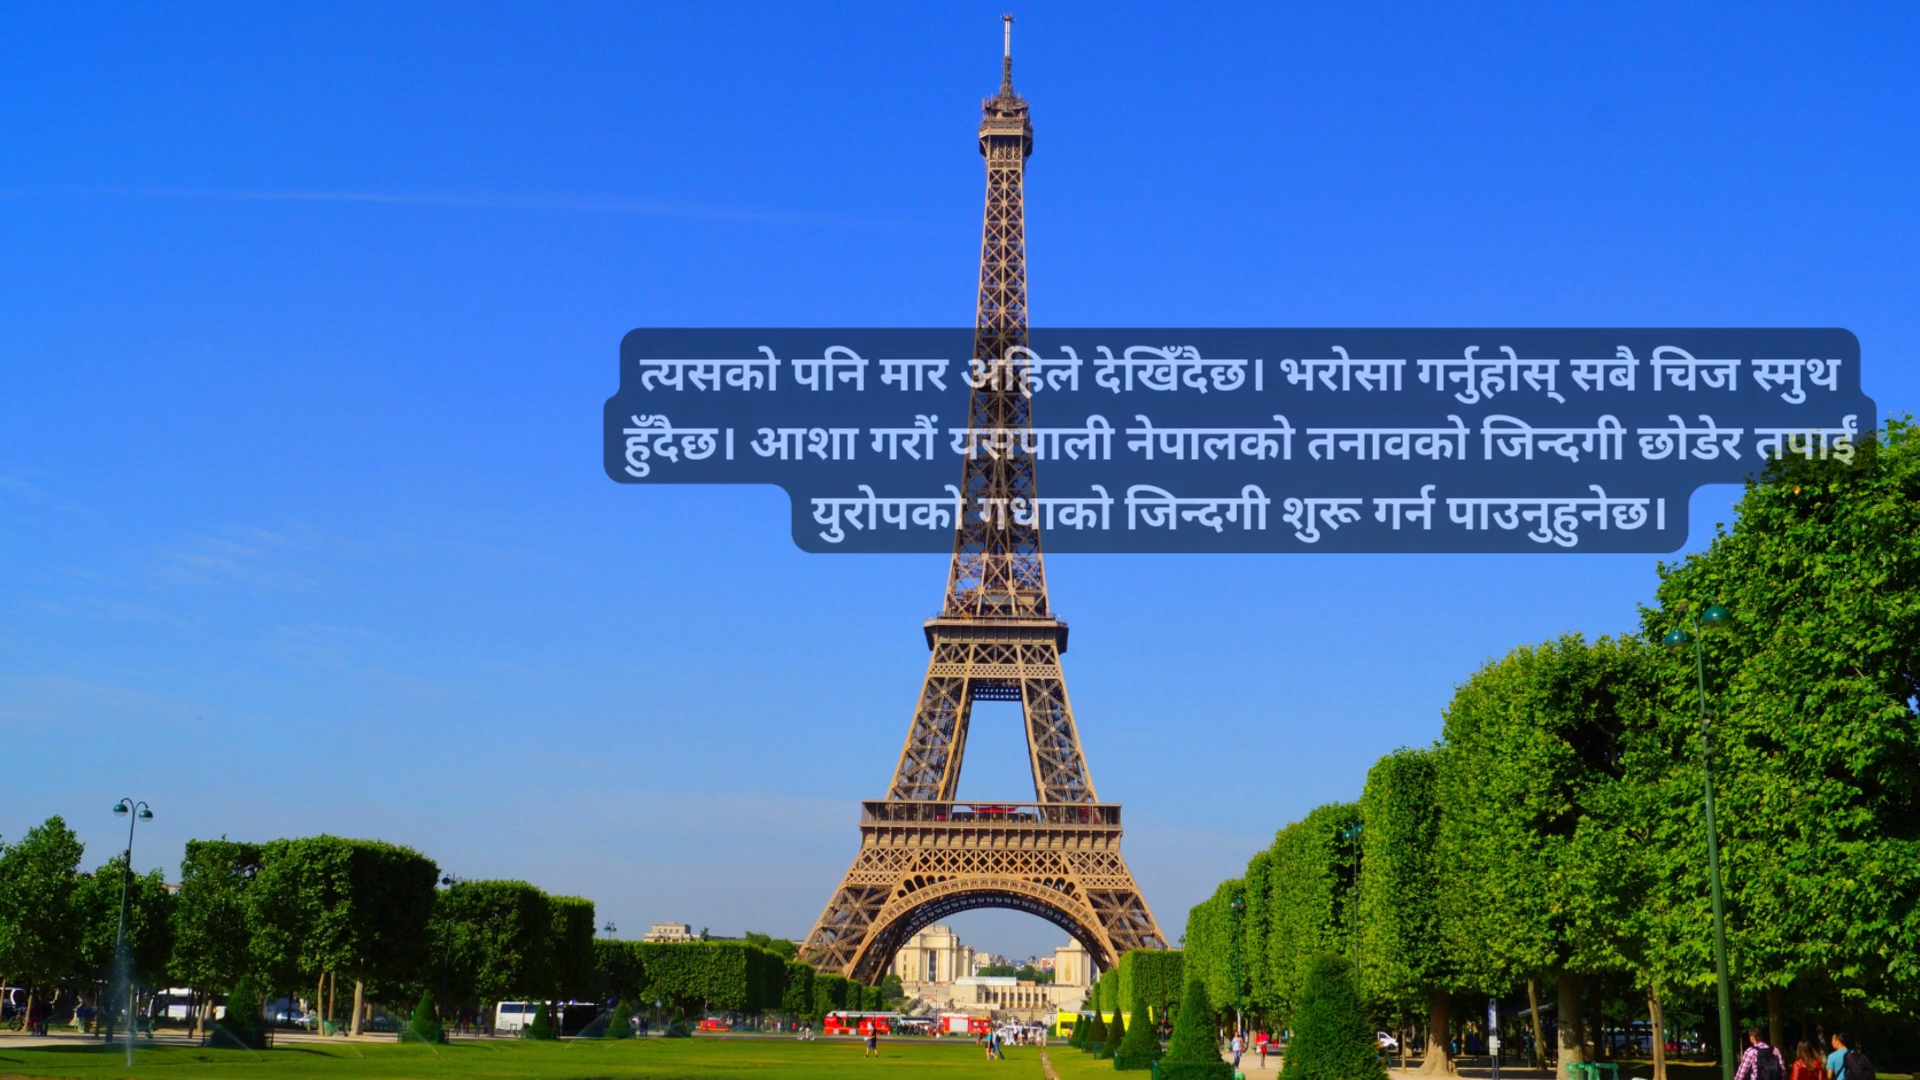 त्यसको पनि मार अहिले देखिँदैछ। भरोसा गर्नुहोस् सबै चिज स्मुथ
हुँदैछ। आशा गरौं यसपाली नेपालको तनावको जिन्दगी छोडेर तपाईं
युरोपको गधाको जिन्दगी शुरू गर्न पाउनुहुनेछ।